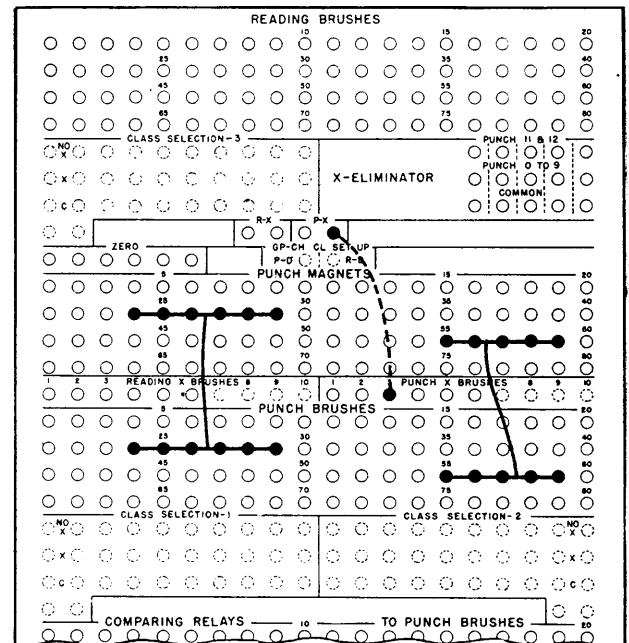 READING BRUSHES
10 15 20
25 30 35 40
45 50 55 60
65 70 75 80
CLASS SELECTION-3 PUNCH 11 & 12
NO X
PUNCH 0 TO 9
X X-ELIMINATOR
COMMON
C
R-X P-X
ZERO GP-CH CL SET UP
P-D R-D
5 PUNCH MAGNETS 15 20
25 30 35 40
45 50 55 60
65 70 75 80
1 2 3 READING X BRUSHES 8 9 10 1 2 PUNCH X BRUSHES 8 9 10
5 PUNCH BRUSHES 15 20
25 30 35 40
45 50 55 60
65 70 75 80
CLASS SELECTION-1 CLASS SELECTION-2
NO X NO X
X X
C C
COMPARING RELAYS 10 TO PUNCH BRUSHES 20